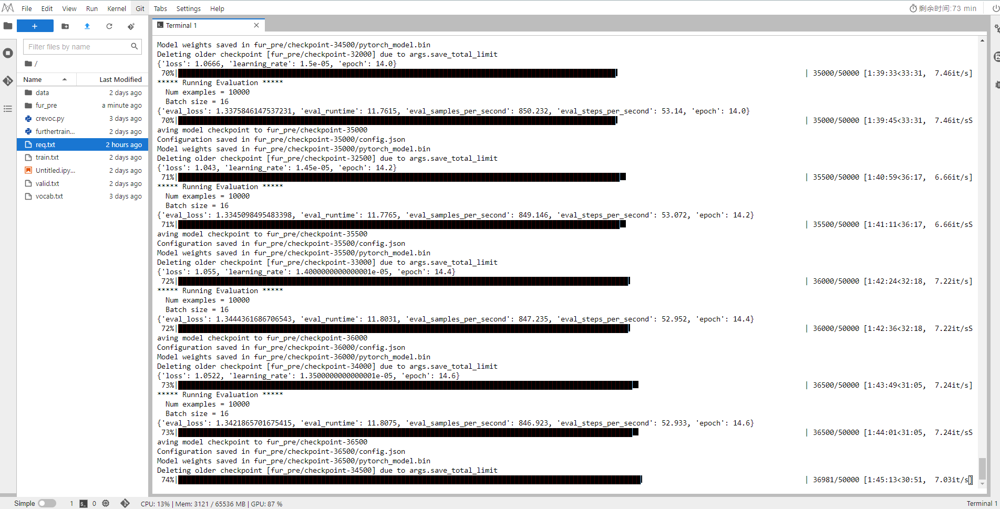 File Edit View Run Kernel Git Tabs Settings Help
剩余时间:73 min
Filter files by name
/
Name Last Modified
data 2 days ago
fur_pre a minute ago
crevoc.py 3 days ago
furthertrain... 2 days ago
req.txt 2 hours ago
train.txt 2 days ago
Untitled.ipy... 2 days ago
valid.txt 2 days ago
vocab.txt 3 days ago
Terminal 1
Model weights saved in fur_pre/checkpoint-34500/pytorch_model.bin
Deleting older checkpoint [fur_pre/checkpoint-32000] due to args.save_total_limit
{'loss': 1.0666, 'learning_rate': 1.5e-05, 'epoch': 14.0}
70%| | 35000/50000 [1:39:33<33:31, 7.46it/s]
***** Running Evaluation *****
Num examples = 10000
Batch size = 16
{'eval_loss': 1.3375846147537231, 'eval_runtime': 11.7615, 'eval_samples_per_second': 850.232, 'eval_steps_per_second': 53.14, 'epoch': 14.0}
70%| | 35000/50000 [1:39:45<33:31, 7.46it/sS
aving model checkpoint to fur_pre/checkpoint-35000
Configuration saved in fur_pre/checkpoint-35000/config.json
Model weights saved in fur_pre/checkpoint-35000/pytorch_model.bin
Deleting older checkpoint [fur_pre/checkpoint-32500] due to args.save_total_limit
{'loss': 1.043, 'learning_rate': 1.45e-05, 'epoch': 14.2}
71%| | 35500/50000 [1:40:59<36:17, 6.66it/s]
***** Running Evaluation *****
Num examples = 10000
Batch size = 16
{'eval_loss': 1.3345098495483398, 'eval_runtime': 11.7765, 'eval_samples_per_second': 849.146, 'eval_steps_per_second': 53.072, 'epoch': 14.2}
71%| | 35500/50000 [1:41:11<36:17, 6.66it/sS
aving model checkpoint to fur_pre/checkpoint-35500
Configuration saved in fur_pre/checkpoint-35500/config.json
Model weights saved in fur_pre/checkpoint-35500/pytorch_model.bin
Deleting older checkpoint [fur_pre/checkpoint-33000] due to args.save_total_limit
{'loss': 1.055, 'learning_rate': 1.4000000000000001e-05, 'epoch': 14.4}
72%| | 36000/50000 [1:42:24<32:18, 7.22it/s]
***** Running Evaluation *****
Num examples = 10000
Batch size = 16
{'eval_loss': 1.3444361686706543, 'eval_runtime': 11.8031, 'eval_samples_per_second': 847.235, 'eval_steps_per_second': 52.952, 'epoch': 14.4}
72%| | 36000/50000 [1:42:36<32:18, 7.22it/sS
aving model checkpoint to fur_pre/checkpoint-36000
Configuration saved in fur_pre/checkpoint-36000/config.json
Model weights saved in fur_pre/checkpoint-36000/pytorch_model.bin
Deleting older checkpoint [fur_pre/checkpoint-34000] due to args.save_total_limit
{'loss': 1.0522, 'learning_rate': 1.3500000000000001e-05, 'epoch': 14.6}
73%| | 36500/50000 [1:43:49<31:05, 7.24it/s]
***** Running Evaluation *****
Num examples = 10000
Batch size = 16
{'eval_loss': 1.3421865701675415, 'eval_runtime': 11.8075, 'eval_samples_per_second': 846.923, 'eval_steps_per_second': 52.933, 'epoch': 14.6}
73%| | 36500/50000 [1:44:01<31:05, 7.24it/sS
aving model checkpoint to fur_pre/checkpoint-36500
Configuration saved in fur_pre/checkpoint-36500/config.json
Model weights saved in fur_pre/checkpoint-36500/pytorch_model.bin
Deleting older checkpoint [fur_pre/checkpoint-34500] due to args.save_total_limit
74%| | 36981/50000 [1:45:13<30:51, 7.03it/s]
Simple 1 0 CPU: 13% | Mem: 3121 / 65536 MB | GPU: 87 % Terminal 1